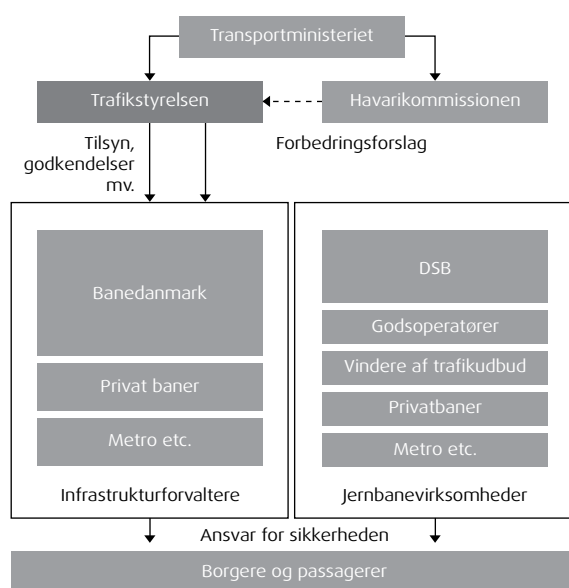 Transportministeriet
Trafikstyrelsen
Havarikommissionen
Tilsyn,
godkendelser
mv.
Forbedringsforslag
Banedanmark
Privat baner
Metro etc.
Infrastrukturforvaltere
DSB
Godsoperatører
Vindere af trafikudbud
Privatbaner
Metro etc.
Jernbanevirksomheder
Ansvar for sikkerheden
Borgere og passagerer